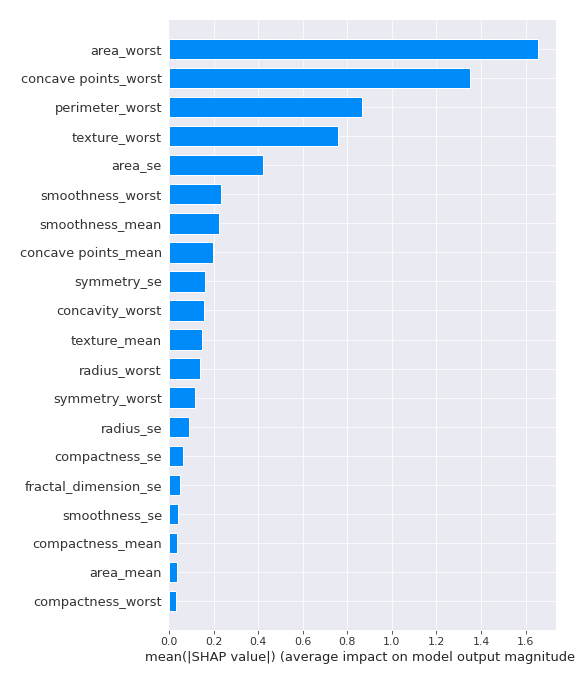 area_worst
concave points_worst
perimeter_worst
texture_worst
area_se
smoothness_worst
smoothness_mean
concave points_mean
symmetry_se
concavity_worst
texture_mean
radius_worst
symmetry_worst
radius_se
compactness_se
fractal_dimension_se
smoothness_se
compactness_mean
area_mean
compactness_worst
0.0 0.2 0.4 0.6 0.8 1.0 1.2 1.4 1.6
mean(|SHAP value|) (average impact on model output magnitude